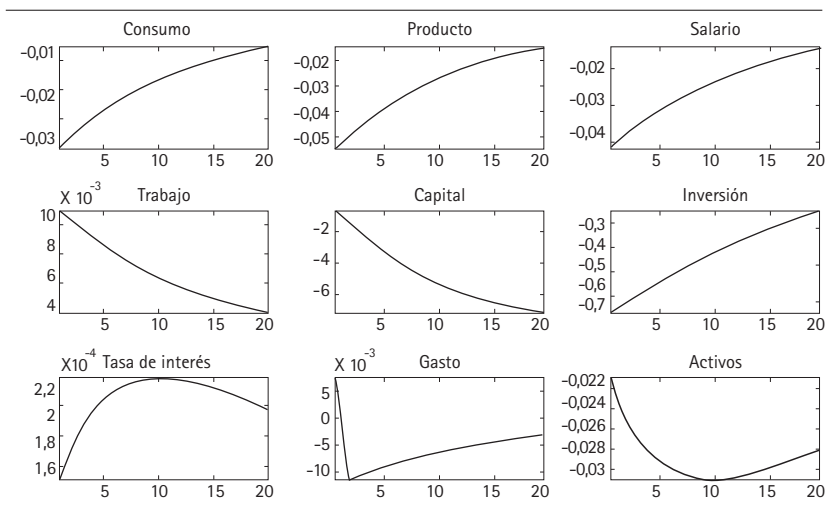 Consumo
-0,01
-0,02
-0,03
5 10 15 20
Producto
-0,02
-0,03
-0,04
-0,05
5 10 15 20
Salario
-0,02
-0,03
-0,04
5 10 15 20
X 10⁻³ Trabajo
10
8
6
4
5 10 15 20
Capital
-2
-4
-6
5 10 15 20
Inversión
-0,3
-0,4
-0,5
-0,6
-0,7
5 10 15 20
X10⁻⁴ Tasa de interés
2,2
2
1,8
1,6
5 10 15 20
X 10⁻³ Gasto
5
0
-5
-10
5 10 15 20
Activos
-0,022
-0,024
-0,026
-0,028
-0,03
5 10 15 20